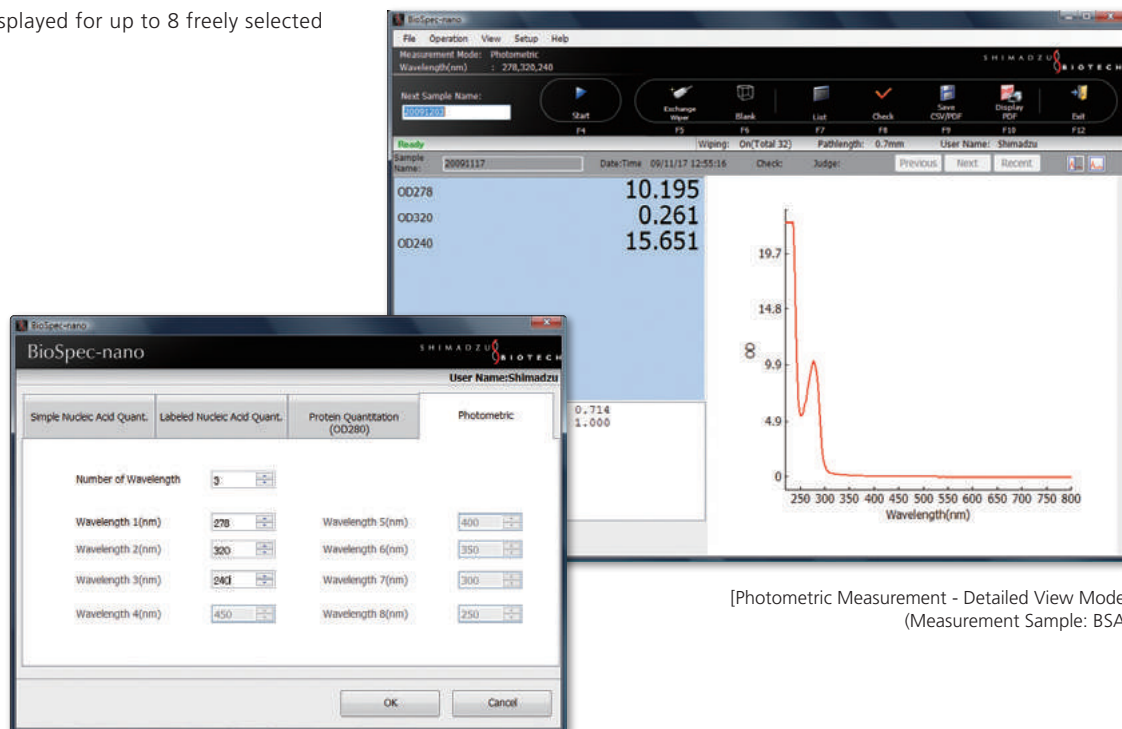 splayed for up to 8 freely selected
BioSpec-nano
File Operation View Setup Help
Measurement Mode: Photometric
Wavelength(nm) : 278,320,240
SHIMADZU BIOTECH
Next Sample Name:
20091203
Start
F4
Exchange Wiper
F5
Blank
F6
List
F7
Check
F8
Save CSV/PDF
F9
Display PDF
F10
Exit
F12
Ready Wiping: On(Total 32) Pathlength: 0.7mm User Name: Shimadzu
Sample Name: 20091117 Date:Time 09/11/17 12:55:16 Check: Judge: Previous Next Recent
OD278 10.195
OD320 0.261
OD240 15.651
0.714
1.000
OD
19.7
14.8
9.9
4.9
0
250 300 350 400 450 500 550 600 650 700 750 800
Wavelength(nm)
BioSpec-nano
BioSpec-nano
SHIMADZU BIOTECH
User Name:Shimadzu
Simple Nucleic Acid Quant. Labeled Nucleic Acid Quant. Protein Quantitation (OD280) Photometric
Number of Wavelength 3
Wavelength 1(nm) 278 Wavelength 5(nm) 400
Wavelength 2(nm) 320 Wavelength 6(nm) 350
Wavelength 3(nm) 240 Wavelength 7(nm) 300
Wavelength 4(nm) 450 Wavelength 8(nm) 250
OK Cancel
[Photometric Measurement - Detailed View Mode
(Measurement Sample: BSA